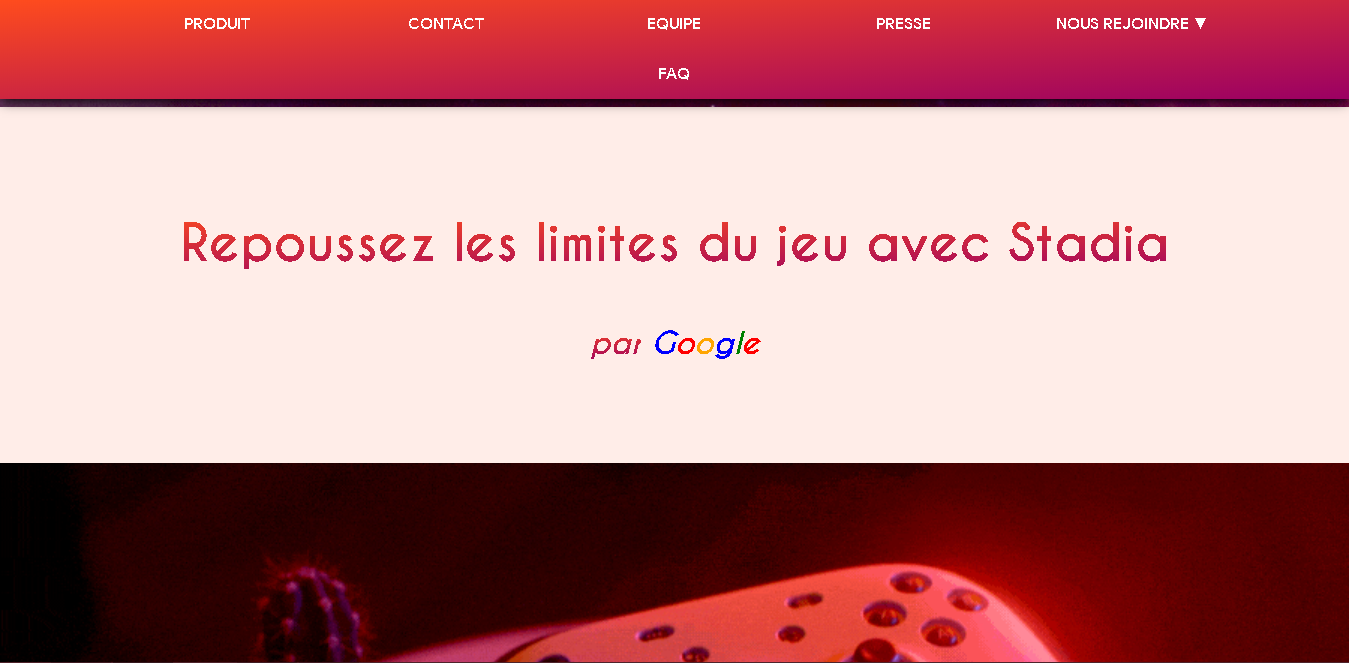 PRODUIT CONTACT EQUIPE PRESSE NOUS REJOINDRE ▼
FAQ
Repoussez les limites du jeu avec Stadia
par Google